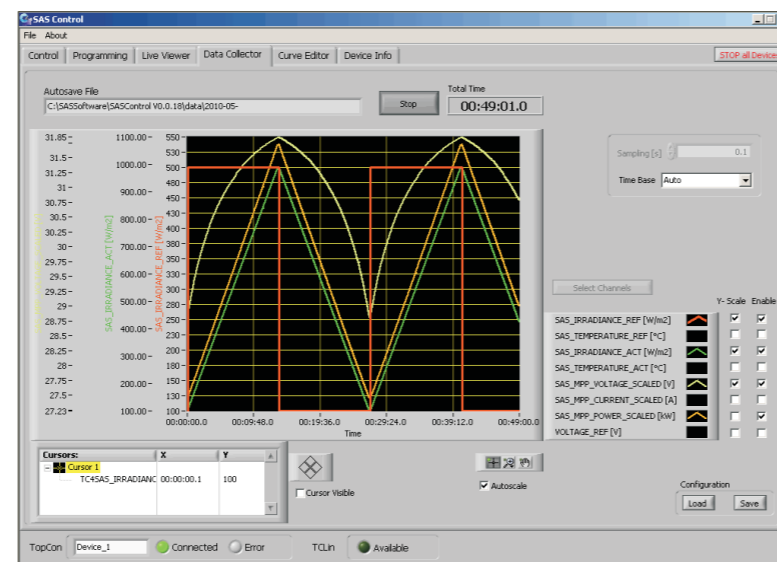 SAS Control
File About
Control Programming Live Viewer Data Collector Curve Editor Device Info STOP all Devices
Autosave File
C:\SASSoftware\SASControl V0.0.18\data\2010-05-
Stop
Total Time
00:49:01.0
Sampling [s] 0.1
Time Base Auto
31.85
31.5
31.25
31
30.75
30.5
30.25
30
29.75
29.5
29.25
29
28.75
28.5
28.25
28
27.75
27.5
27.23
SAS_IRRADIANCE_ACT [W/m2]
1100.00
1000.00
900.00
800.00
700.00
600.00
500.00
400.00
300.00
200.00
100.00
SAS_IRRADIANCE_REF [W/m2]
550
530
500
480
450
430
400
380
350
330
300
280
250
230
200
180
150
130
100
00:00:00.0 00:09:48.0 00:19:36.0 00:29:24.0 00:39:12.0 00:49:00.0
Time
Select Channels
Y- Scale Enable
SAS_IRRADIANCE_REF [W/m2]
SAS_TEMPERATURE_REF [°C]
SAS_IRRADIANCE_ACT [W/m2]
SAS_TEMPERATURE_ACT [°C]
SAS_MPP_VOLTAGE_SCALED [V]
SAS_MPP_CURRENT_SCALED [A]
SAS_MPP_POWER_SCALED [kW]
VOLTAGE_REF [V]
Cursors: X Y
Cursor 1
TC4SAS_IRRADIANC 00:00:00.1 100
Cursor Visible
Autoscale
Configuration
Load Save
TopCon Device_1 Connected Error TCLin Available